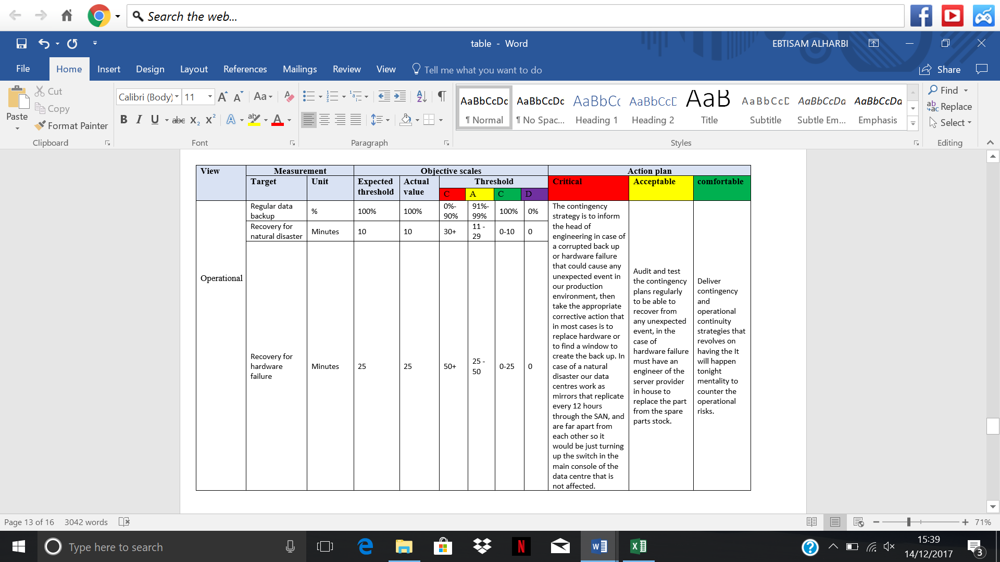 Search the web...
table - Word
EBTISAM ALHARBI
File
Home
Insert
Design
Layout
References
Mailings
Review
View
Tell me what you want to do
Share
Paste
Cut
Copy
Format Painter
Clipboard
Calibri (Body)
11
Font
Paragraph
AaBbCcDc
¶ Normal
AaBbCcDc
¶ No Spac...
AaBbCc
Heading 1
AaBbCcD
Heading 2
AaB
Title
AaBbCcD
Subtitle
AaBbCcDa
Subtle Em...
AaBbCcDa
Emphasis
Styles
Find
Replace
Select
Editing
View
Measurement
Objective scales
Action plan
Target
Unit
Expected
threshold
Actual
value
Threshold
C
A
C
D
Critical
Acceptable
comfortable
Operational
Regular data
backup
%
100%
100%
0%-
90%
91%-
99%
100%
0%
Recovery for
natural disaster
Minutes
10
10
30+
11 -
29
0-10
0
Recovery for
hardware
failure
Minutes
25
25
50+
25 -
50
0-25
0
The contingency
strategy is to inform
the head of
engineering in case of
a corrupted back up
or hardware failure
that could cause any
unexpected event in
our production
environment, then
take the appropriate
corrective action that
in most cases is to
replace hardware or
to find a window to
create the back up. In
case of a natural
disaster our data
centres work as
mirrors that replicate
every 12 hours
through the SAN, and
are far apart from
each other so it
would be just turning
up the switch in the
main console of the
data centre that is
not affected.
Audit and test
the contingency
plans regularly
to be able to
recover from
any unexpected
event, in the
case of
hardware failure
must have an
engineer of the
server provider
in house to
replace the part
from the spare
parts stock.
Deliver
contingency
and
operational
continuity
strategies that
revolves on
having the It
will happen
tonight
mentality to
counter the
operational
risks.
Page 13 of 16
3042 words
71%
Type here to search
15:39
14/12/2017
3